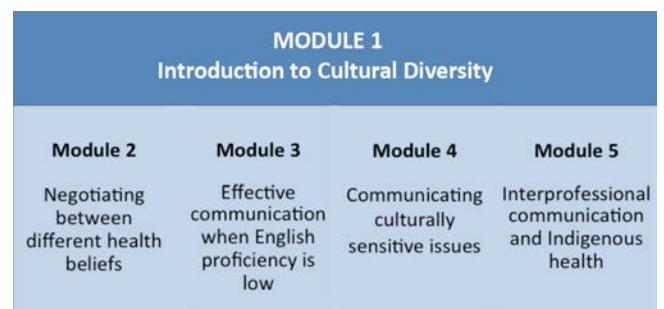 MODULE 1
Introduction to Cultural Diversity
Module 2
Negotiating
between
different health
beliefs
Module 3
Effective
communication
when English
proficiency is
low
Module 4
Communicating
culturally
sensitive issues
Module 5
Interprofessional
communication
and Indigenous
health